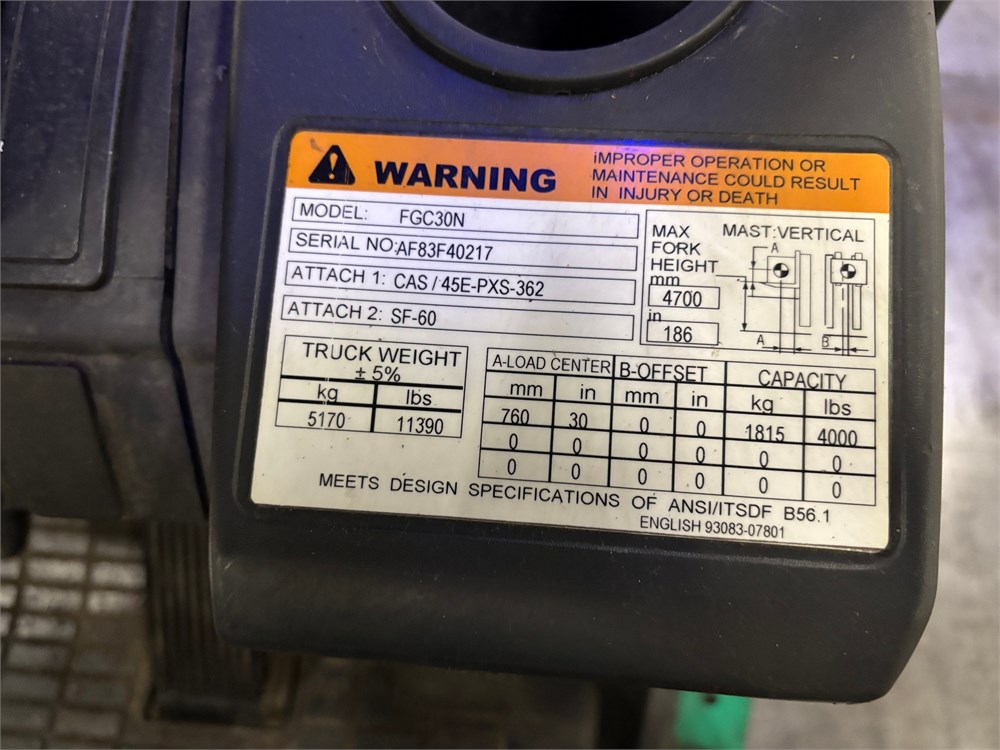 WARNING
IMPROPER OPERATION OR
MAINTENANCE COULD RESULT
IN INJURY OR DEATH
MODEL: FGC30N
SERIAL NO:AF83F40217
ATTACH 1: CAS / 45E-PXS-362
ATTACH 2: SF-60
MAX
FORK
HEIGHT
mm
4700
in
186
MAST:VERTICAL
A
A B
TRUCK WEIGHT
± 5%
kg lbs
5170 11390
A-LOAD CENTER B-OFFSET CAPACITY
mm in mm in kg lbs
760 30 0 0 1815 4000
0 0 0 0 0 0
0 0 0 0 0 0
MEETS DESIGN SPECIFICATIONS OF ANSI/ITSDF B56.1
ENGLISH 93083-07801